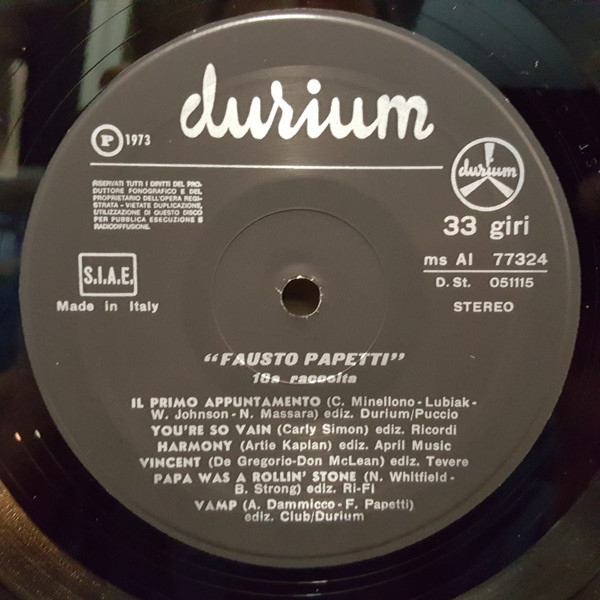 durium
P 1973
RISERVATI TUTTI I DIRITTI DEL PRO-
DUTTORE FONOGRAFICO E DEL
PROPRIETARIO DELL'OPERA REGI-
STRATA - VIETATE DUPLICAZIONE,
UTILIZZAZIONE DI QUESTO DISCO
PER PUBBLICA ESECUZIONE E
RADIODIFFUSIONE.
durium
33 giri
ms AI 77324
D. St. 051115
STEREO
S.I.A.E.
Made in Italy
"FAUSTO PAPETTI"
16a raccolta
IL PRIMO APPUNTAMENTO (C. Minellono - Lubiak -
W. Johnson - N. Massara) ediz. Durium/Puccio
YOU'RE SO VAIN (Carly Simon) ediz. Ricordi
HARMONY (Artie Kaplan) ediz. April Music
VINCENT (De Gregorio-Don McLean) ediz. Tevere
PAPA WAS A ROLLIN' STONE (N. Whitfield -
B. Strong) ediz. Ri-Fi
VAMP (A. Dammicco - F. Papetti)
ediz. Club/Durium